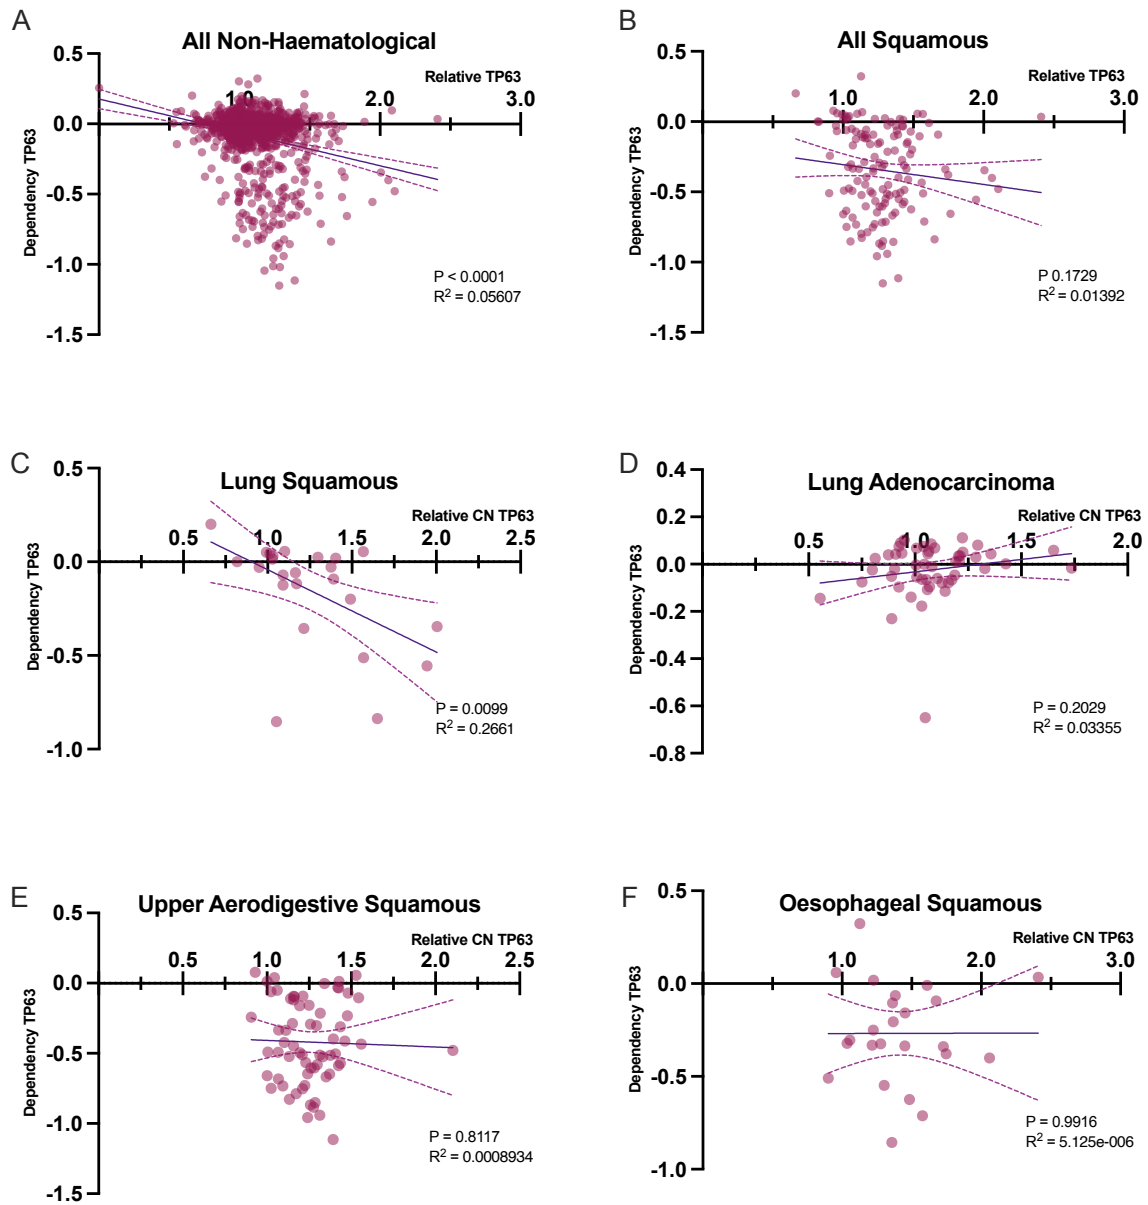 A
All Non-Haematological
0.5
0.0
-0.5
-1.0
-1.5
Dependency TP63
Relative TP63
1.0
2.0
3.0
P < 0.0001
R2 = 0.05607
B
All Squamous
0.5
0.0
-0.5
-1.0
-1.5
Dependency TP63
Relative TP63
1.0
2.0
3.0
P 0.1729
R2 = 0.01392
C
Lung Squamous
0.5
0.0
-0.5
-1.0
Dependency TP63
Relative CN TP63
0.5
1.0
1.5
2.0
2.5
P = 0.0099
R2 = 0.2661
D
Lung Adenocarcinoma
0.4
0.2
0.0
-0.2
-0.4
-0.6
-0.8
Dependency TP63
Relative CN TP63
0.5
1.0
1.5
2.0
P = 0.2029
R2 = 0.03355
E
Upper Aerodigestive Squamous
0.5
0.0
-0.5
-1.0
-1.5
Dependency TP63
Relative CN TP63
0.5
1.0
1.5
2.0
2.5
P = 0.8117
R2 = 0.0008934
F
Oesophageal Squamous
0.5
0.0
-0.5
-1.0
Dependency TP63
Relative CN TP63
1.0
2.0
3.0
P = 0.9916
R2 = 5.125e-006